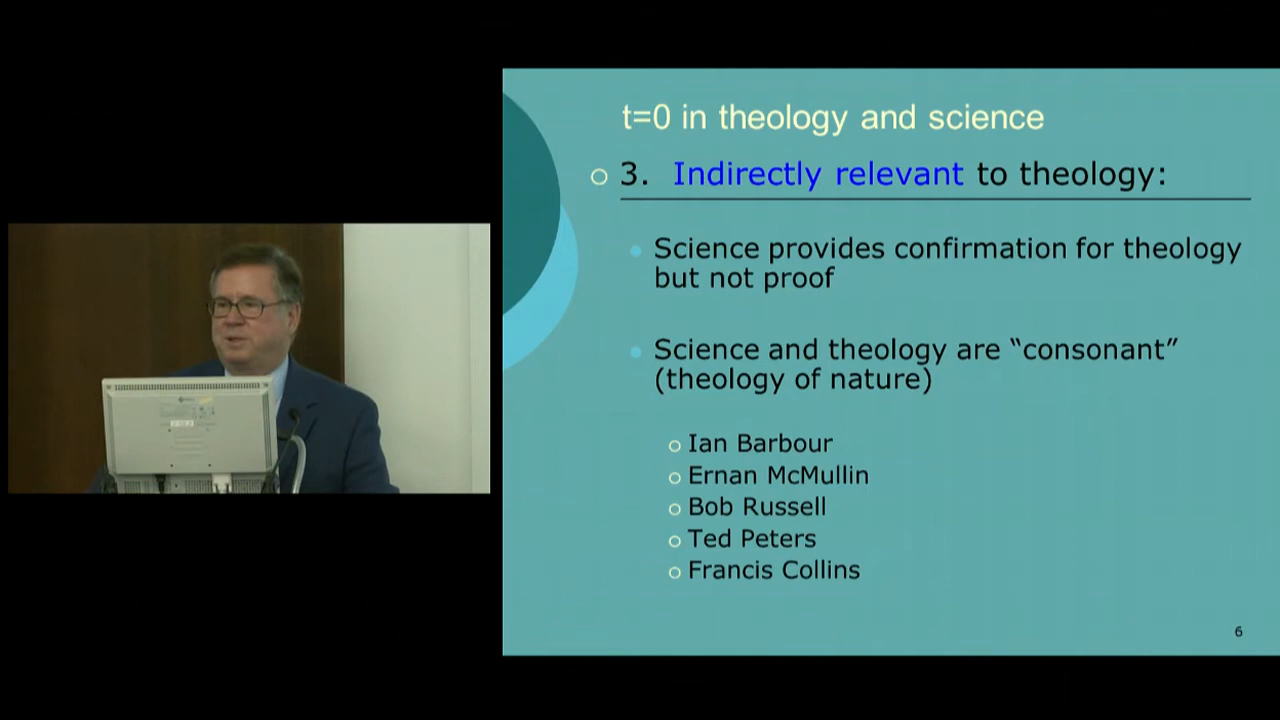 t=0 in theology and science
3. Indirectly relevant to theology:
Science provides confirmation for theology
but not proof
Science and theology are “consonant”
(theology of nature)
Ian Barbour
Ernan McMullin
Bob Russell
Ted Peters
Francis Collins
6